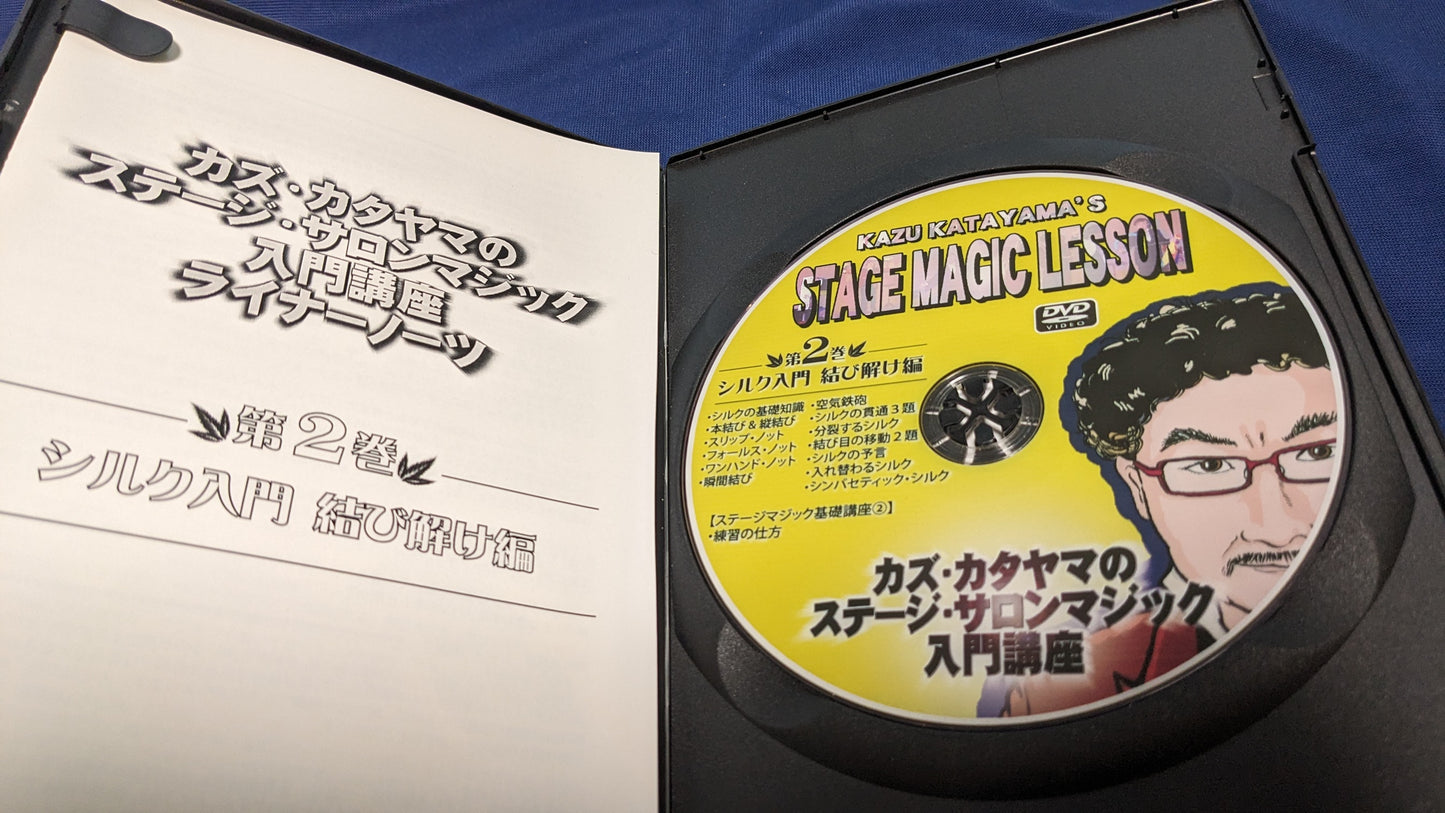 カズ・カタヤマの
ステージ・サロンマジック
入門講座
ライナーノーツ
第2巻
シルク入門 結び解け編
KAZU KATAYAMA'S
STAGE MAGIC LESSON
DVD
VIDEO
第2巻
シルク入門 結び解け編
・シルクの基礎知識
・本結び＆縦結び
・スリップ・ノット
・フォールス・ノット
・ワンハンド・ノット
・瞬間結び
・空気鉄砲
・シルクの貫通３題
・分裂するシルク
・結び目の移動２題
・シルクの予言
・入れ替わるシルク
・シンパセティック・シルク
【ステージマジック基礎講座②】
・練習の仕方
カズ・カタヤマの
ステージ・サロンマジック
入門講座